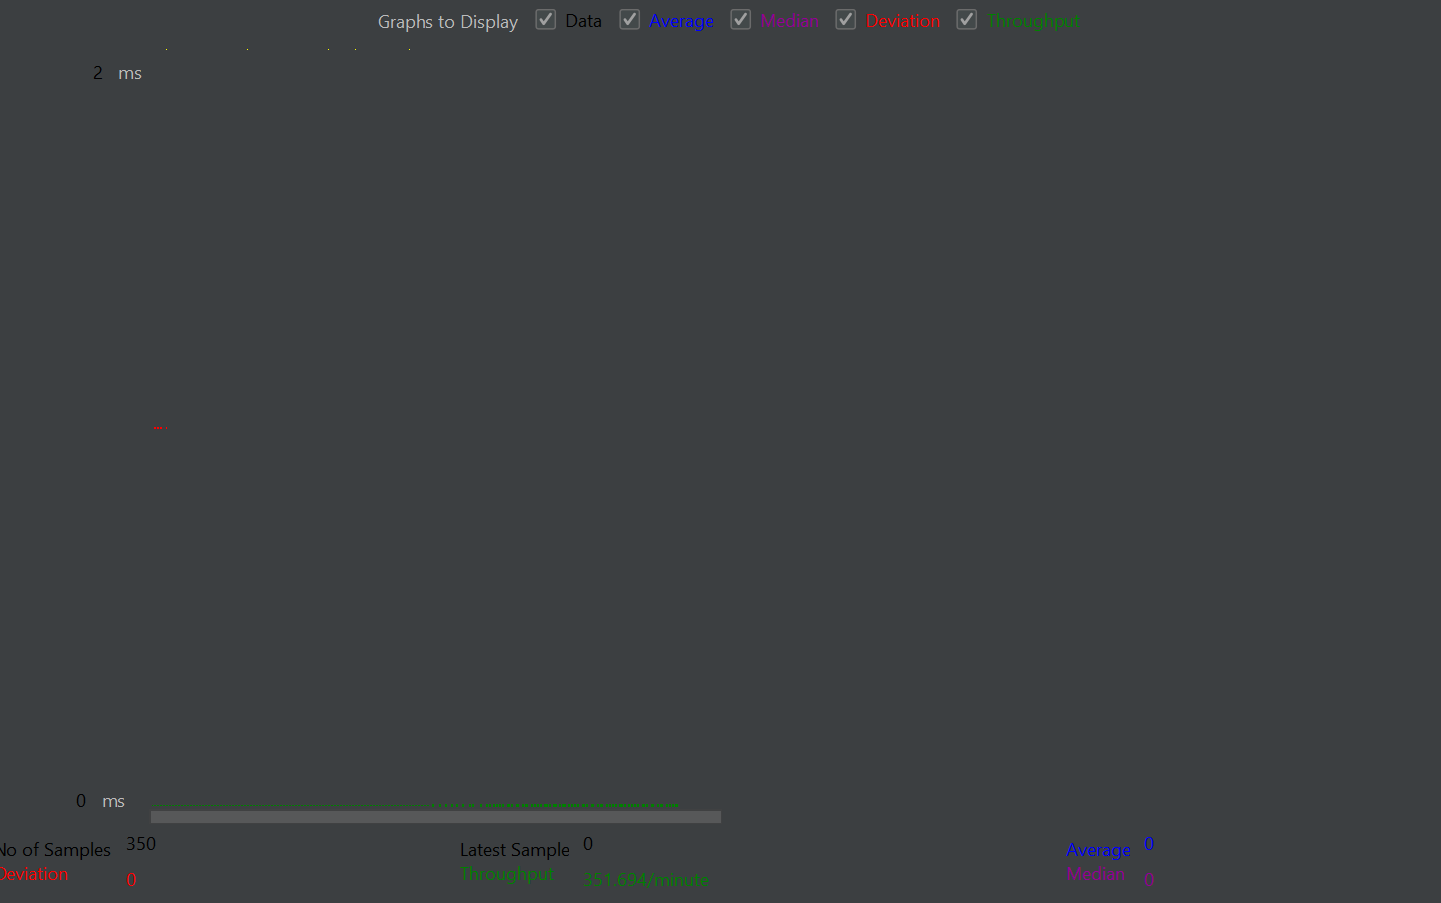 Graphs to Display Data Average Median Deviation Throughput
2 ms
0 ms
No of Samples 350 Latest Sample 0 Average 0
Deviation 0 Throughput 351.694/minute Median 0